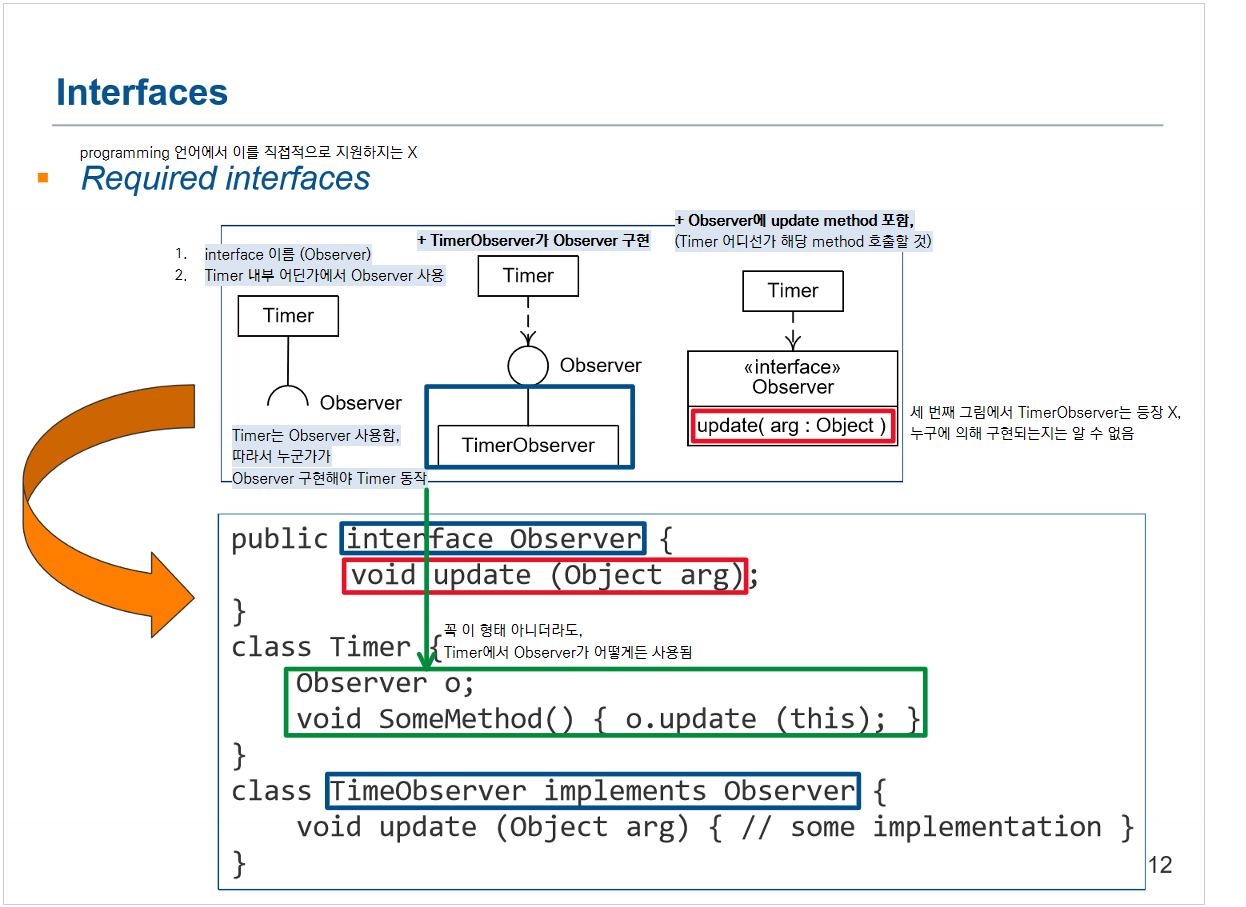 Interfaces
programming 언어에서 이를 직접적으로 지원하지는 X
Required interfaces
1. interface 이름 (Observer)
2. Timer 내부 어딘가에서 Observer 사용
Timer
Observer
Timer는 Observer 사용함,
따라서 누군가가
Observer 구현해야 Timer 동작
+ TimerObserver가 Observer 구현
Timer
Observer
TimerObserver
+ Observer에 update method 포함,
(Timer 어디선가 해당 method 호출할 것)
Timer
«interface»
Observer
update( arg : Object )
세 번째 그림에서 TimerObserver는 등장 X,
누구에 의해 구현되는지는 알 수 없음
public interface Observer {
void update (Object arg);
}
class Timer {
꼭 이 형태 아니더라도,
Timer에서 Observer가 어떻게든 사용됨
Observer o;
void SomeMethod() { o.update (this); }
}
class TimeObserver implements Observer {
void update (Object arg) { // some implementation }
}
12